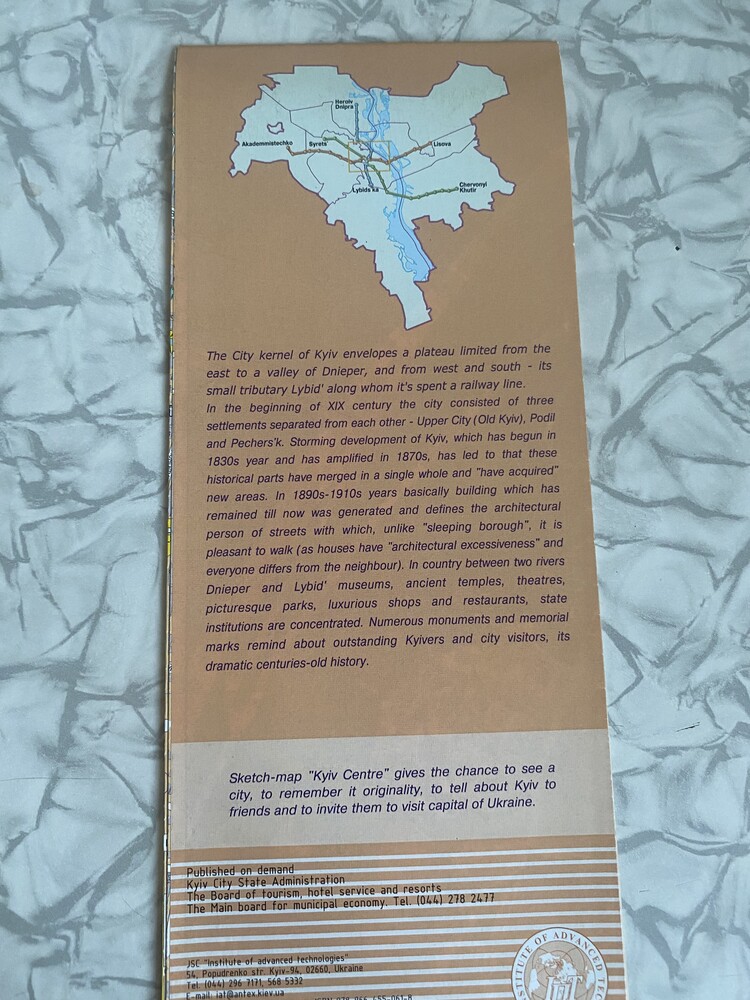 Heroiv
Dnipra
Akademmistechko
Syrets
Lisova
Lybids'ka
Chervonyi
Khutir
The City kernel of Kyiv envelopes a plateau limited from the
east to a valley of Dnieper, and from west and south - its
small tributary Lybid' along whom it's spent a railway line.
In the beginning of XIX century the city consisted of three
settlements separated from each other - Upper City (Old Kyiv), Podil
and Pechers'k. Storming development of Kyiv, which has begun in
1830s year and has amplified in 1870s, has led to that these
historical parts have merged in a single whole and "have acquired"
new areas. In 1890s-1910s years basically building which has
remained till now was generated and defines the architectural
person of streets with which, unlike "sleeping borough", it is
pleasant to walk (as houses have "architectural excessiveness" and
everyone differs from the neighbour). In country between two rivers
Dnieper and Lybid' museums, ancient temples, theatres,
picturesque parks, luxurious shops and restaurants, state
institutions are concentrated. Numerous monuments and memorial
marks remind about outstanding Kyivers and city visitors, its
dramatic centuries-old history.
Sketch-map "Kyiv Centre" gives the chance to see a
city, to remember it originality, to tell about Kyiv to
friends and to invite them to visit capital of Ukraine.
Published on demand
Kyiv City State Administration
The Board of tourism, hotel service and resorts
The Main board for municipal economy. Tel. (044) 278 2477
JSC "Institute of advanced technologies"
54, Popudrenko str. Kyiv-94, 02660, Ukraine
Tel. (044) 296 7171, 568 5332
E-mail: iat@antex.kiev.ua
INSTITUTE OF ADVANCED